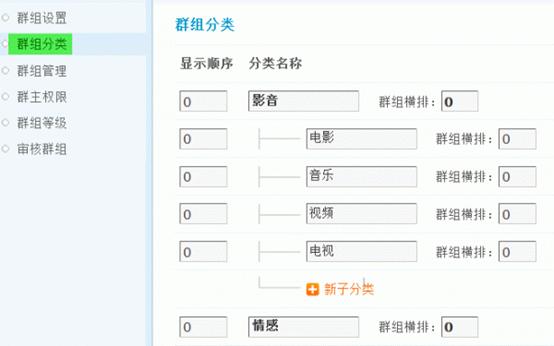 群组设置
群组分类
群组管理
群主权限
群组等级
审核群组
群组分类
显示顺序 分类名称
0 影音 群组横排: 0
0 电影 群组横排: 0
0 音乐 群组横排: 0
0 视频 群组横排: 0
0 电视 群组横排: 0
新子分类
0 情感 群组横排: 0